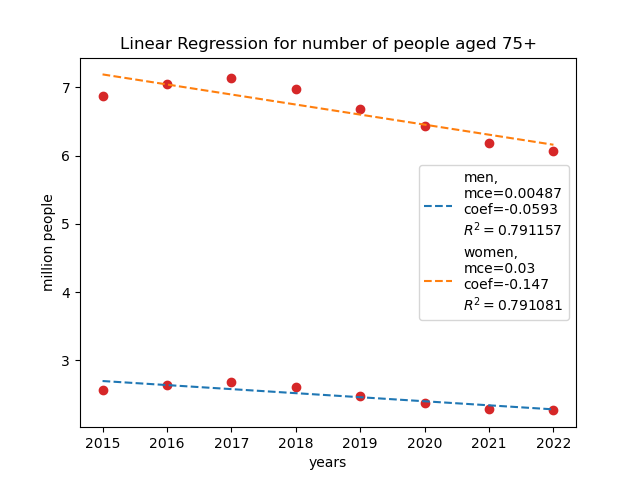 Linear Regression for number of people aged 75+
million people
7
6
5
4
3
men,
mce=0.00487
coef=-0.0593
R² = 0.791157
women,
mce=0.03
coef=-0.147
R² = 0.791081
2015 2016 2017 2018 2019 2020 2021 2022
years